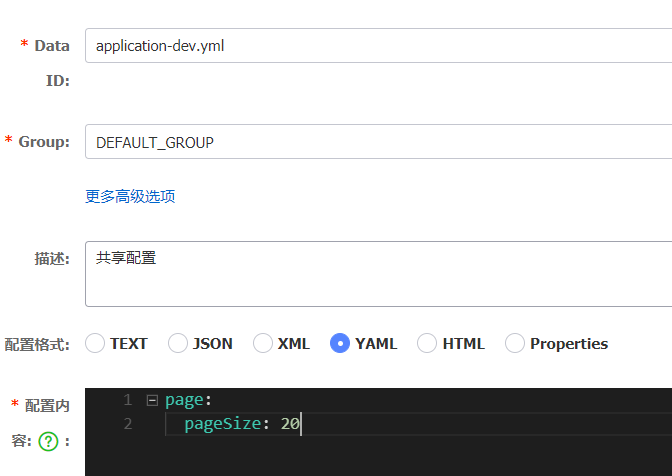 * Data ID: application-dev.yml
* Group: DEFAULT_GROUP
更多高级选项
描述: 共享配置
配置格式: TEXT JSON XML YAML HTML Properties
* 配置内容: ? :
1 page:
2 pageSize: 20